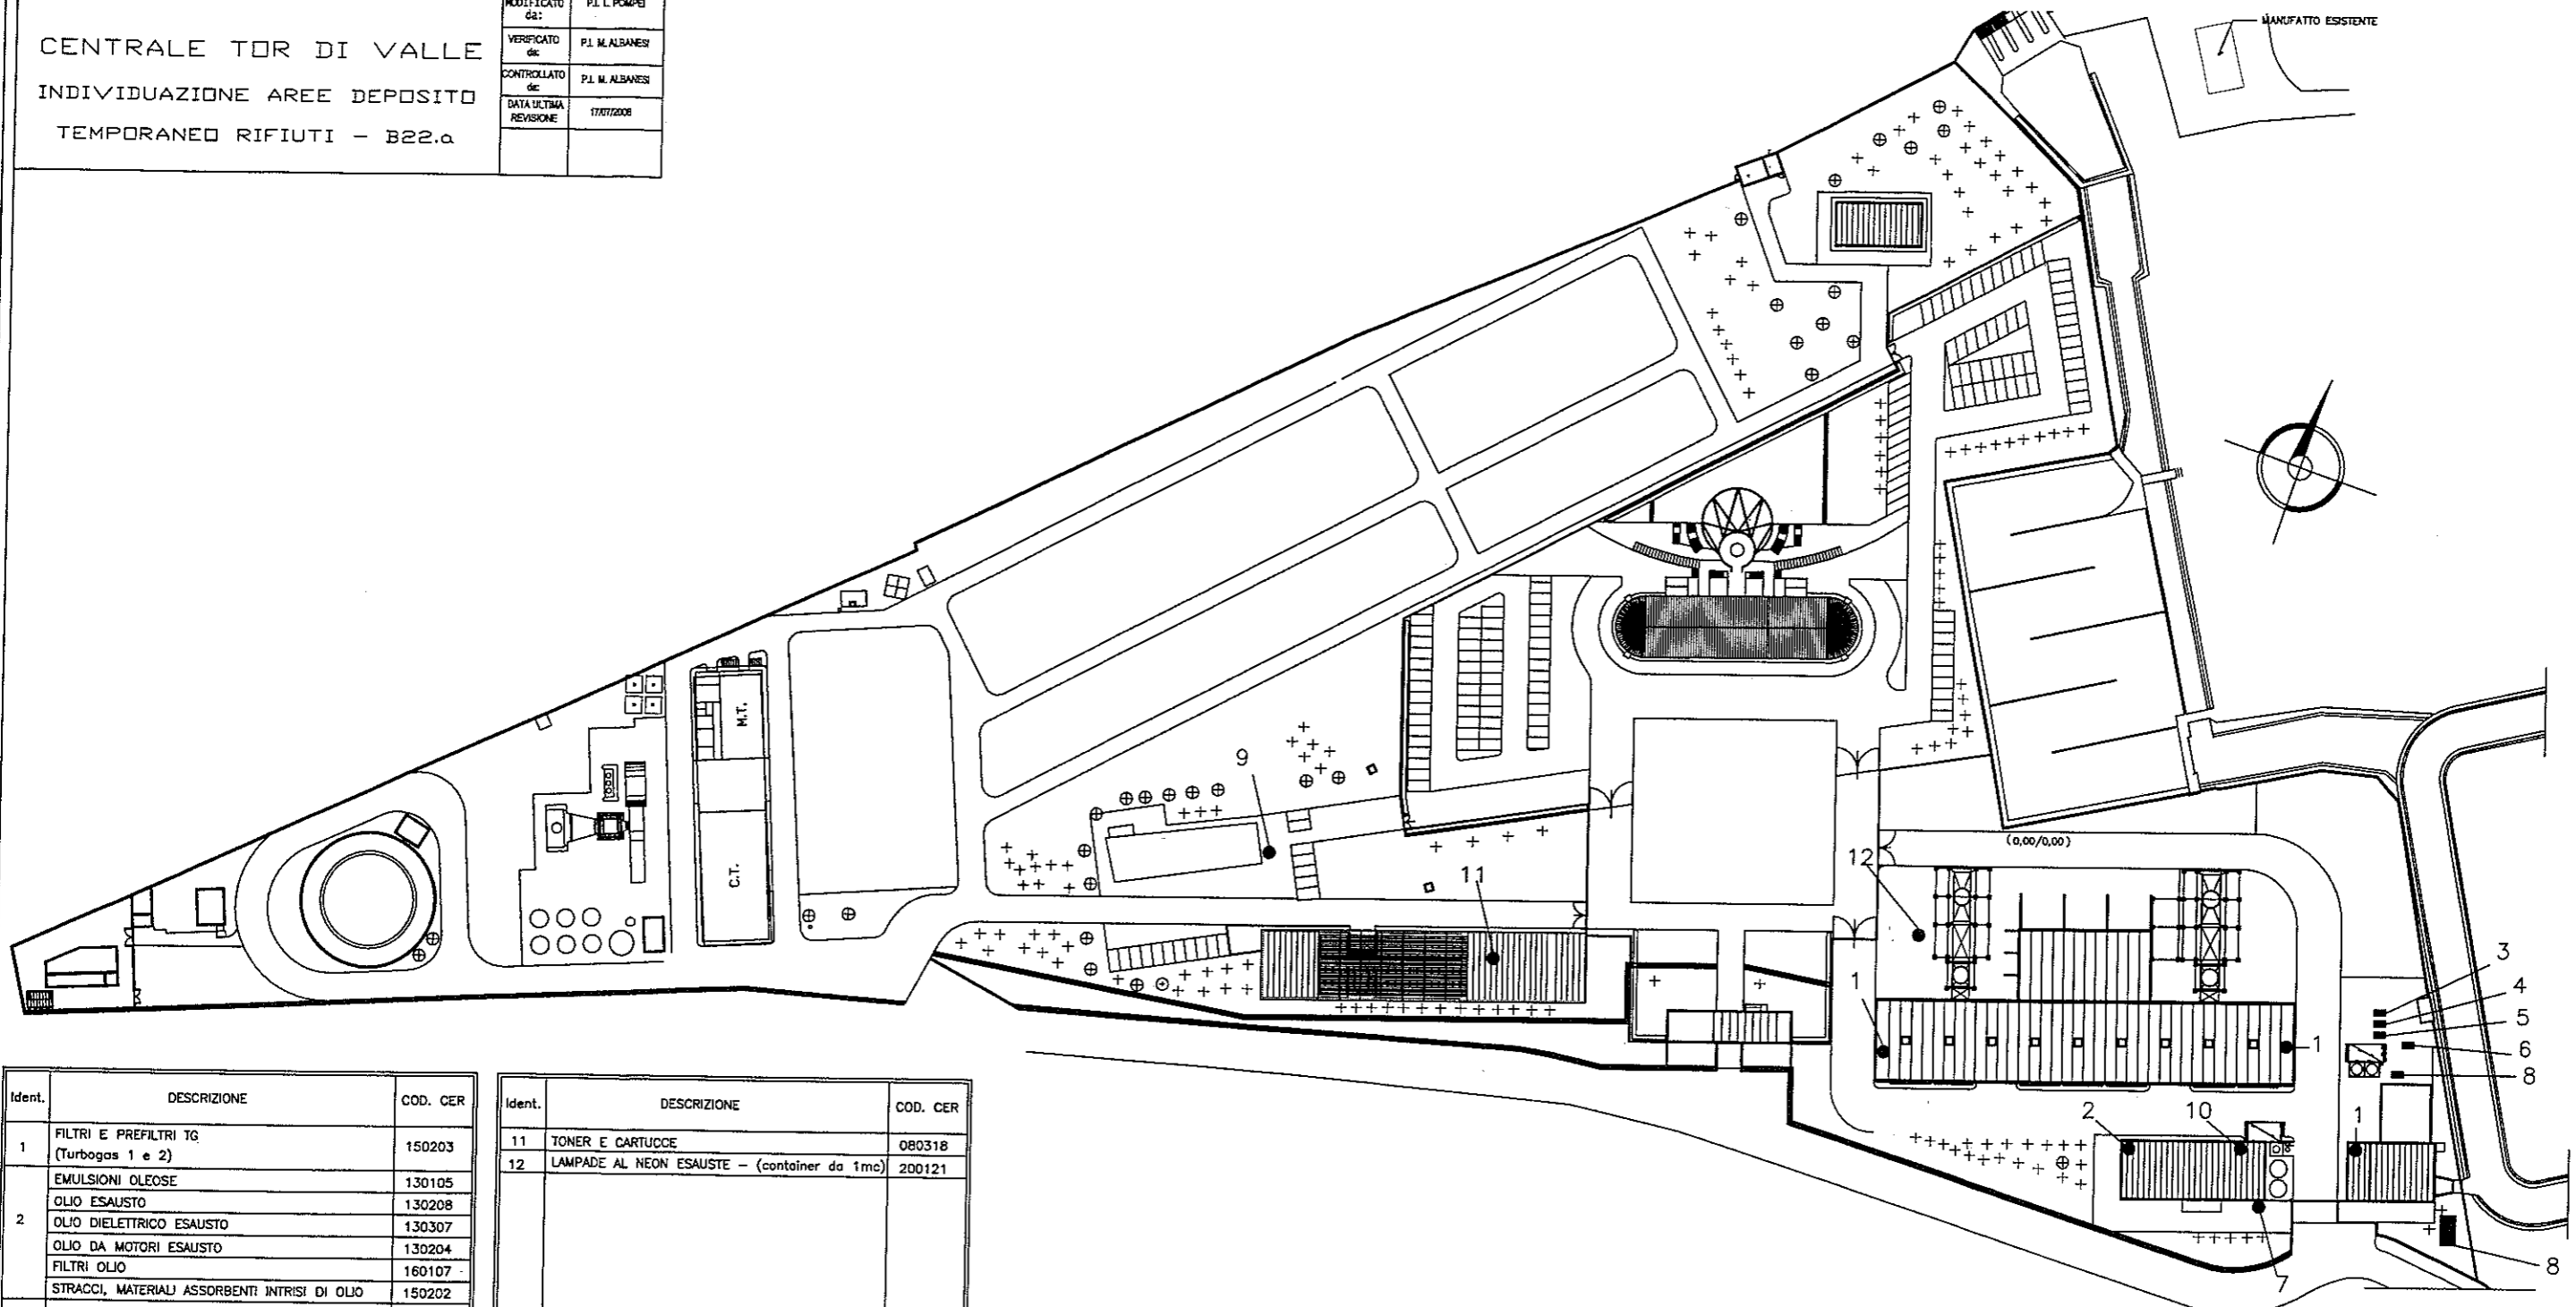 CENTRALE TOR DI VALLE
INDIVIDUAZIONE AREE DEPOSITO
TEMPORANEO RIFIUTI - B22.a
MODIFICATO da: P.I. L. POMPEI
VERIFICATO da: P.I. M. ALBANESI
CONTROLLATO da: P.I. M. ALBANESI
DATA ULTIMA REVISIONE 17/07/2008
MANUFATTO ESISTENTE
M.T.
C.T.
9
11
12
(0,00/0,00)
1
1
3
4
5
6
8
2
10
1
7
8
Ident. DESCRIZIONE COD. CER
1 FILTRI E PREFILTRI TG
(Turbogas 1 e 2) 150203
2
EMULSIONI OLEOSE 130105
OLIO ESAUSTO 130208
OLIO DIELETTRICO ESAUSTO 130307
OLIO DA MOTORI ESAUSTO 130204
FILTRI OLIO 160107
STRACCI, MATERIALI ASSORBENTI INTRISI DI OLIO 150202
Ident. DESCRIZIONE COD. CER
11 TONER E CARTUCCE 080318
12 LAMPADE AL NEON ESAUSTE - (container da 1mc) 200121